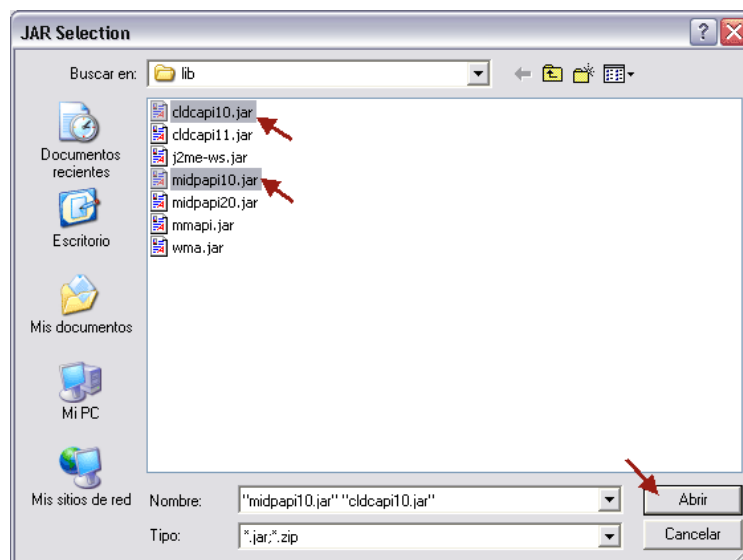 JAR Selection
Buscar en: lib
cldcapi10.jar
cldcapi11.jar
j2me-ws.jar
midpapi10.jar
midpapi20.jar
mmapi.jar
wma.jar
Documentos
recientes
Escritorio
Mis documentos
Mi PC
Mis sitios de red
Nombre: "midpapi10.jar" "cldcapi10.jar" Abrir
Tipo: *.jar;*.zip Cancelar